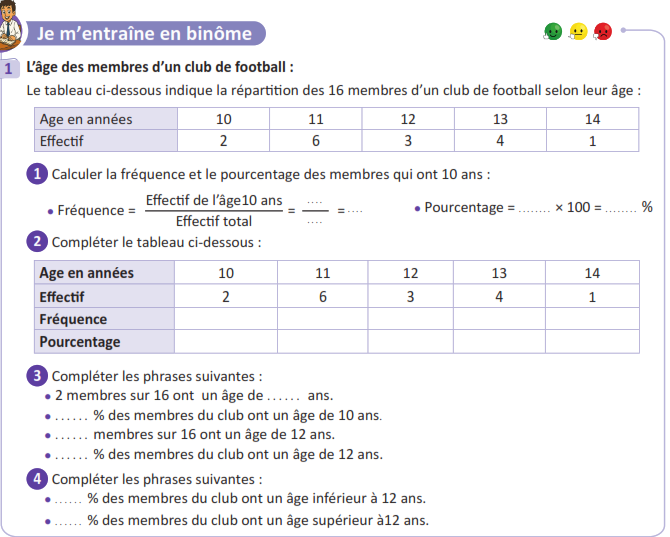 Je m'entraîne en binôme
1 L'âge des membres d'un club de football :
Le tableau ci-dessous indique la répartition des 16 membres d'un club de football selon leur âge :
Age en années 10 11 12 13 14
Effectif 2 6 3 4 1
1 Calculer la fréquence et le pourcentage des membres qui ont 10 ans :
• Fréquence = Effectif de l'âge10 ans / Effectif total = .... / .... = .... • Pourcentage = ........ × 100 = ........ %
2 Compléter le tableau ci-dessous :
Age en années 10 11 12 13 14
Effectif 2 6 3 4 1
Fréquence
Pourcentage
3 Compléter les phrases suivantes :
• 2 membres sur 16 ont un âge de ...... ans.
• ...... % des membres du club ont un âge de 10 ans.
• ...... membres sur 16 ont un âge de 12 ans.
• ...... % des membres du club ont un âge de 12 ans.
4 Compléter les phrases suivantes :
• ...... % des membres du club ont un âge inférieur à 12 ans.
• ...... % des membres du club ont un âge supérieur à12 ans.